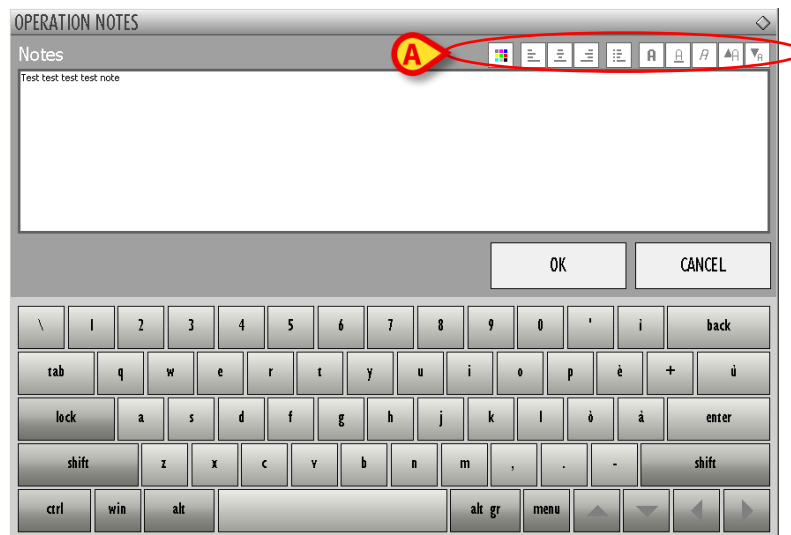 OPERATION NOTES
Notes
A
A A A A A
Test test test test note
OK CANCEL
\ 1 2 3 4 5 6 7 8 9 0 ' ì back
tab q w e r t y u i o p è + ù
lock a s d f g h j k l ò à enter
shift z x c v b n m , . - shift
ctrl win alt alt gr menu